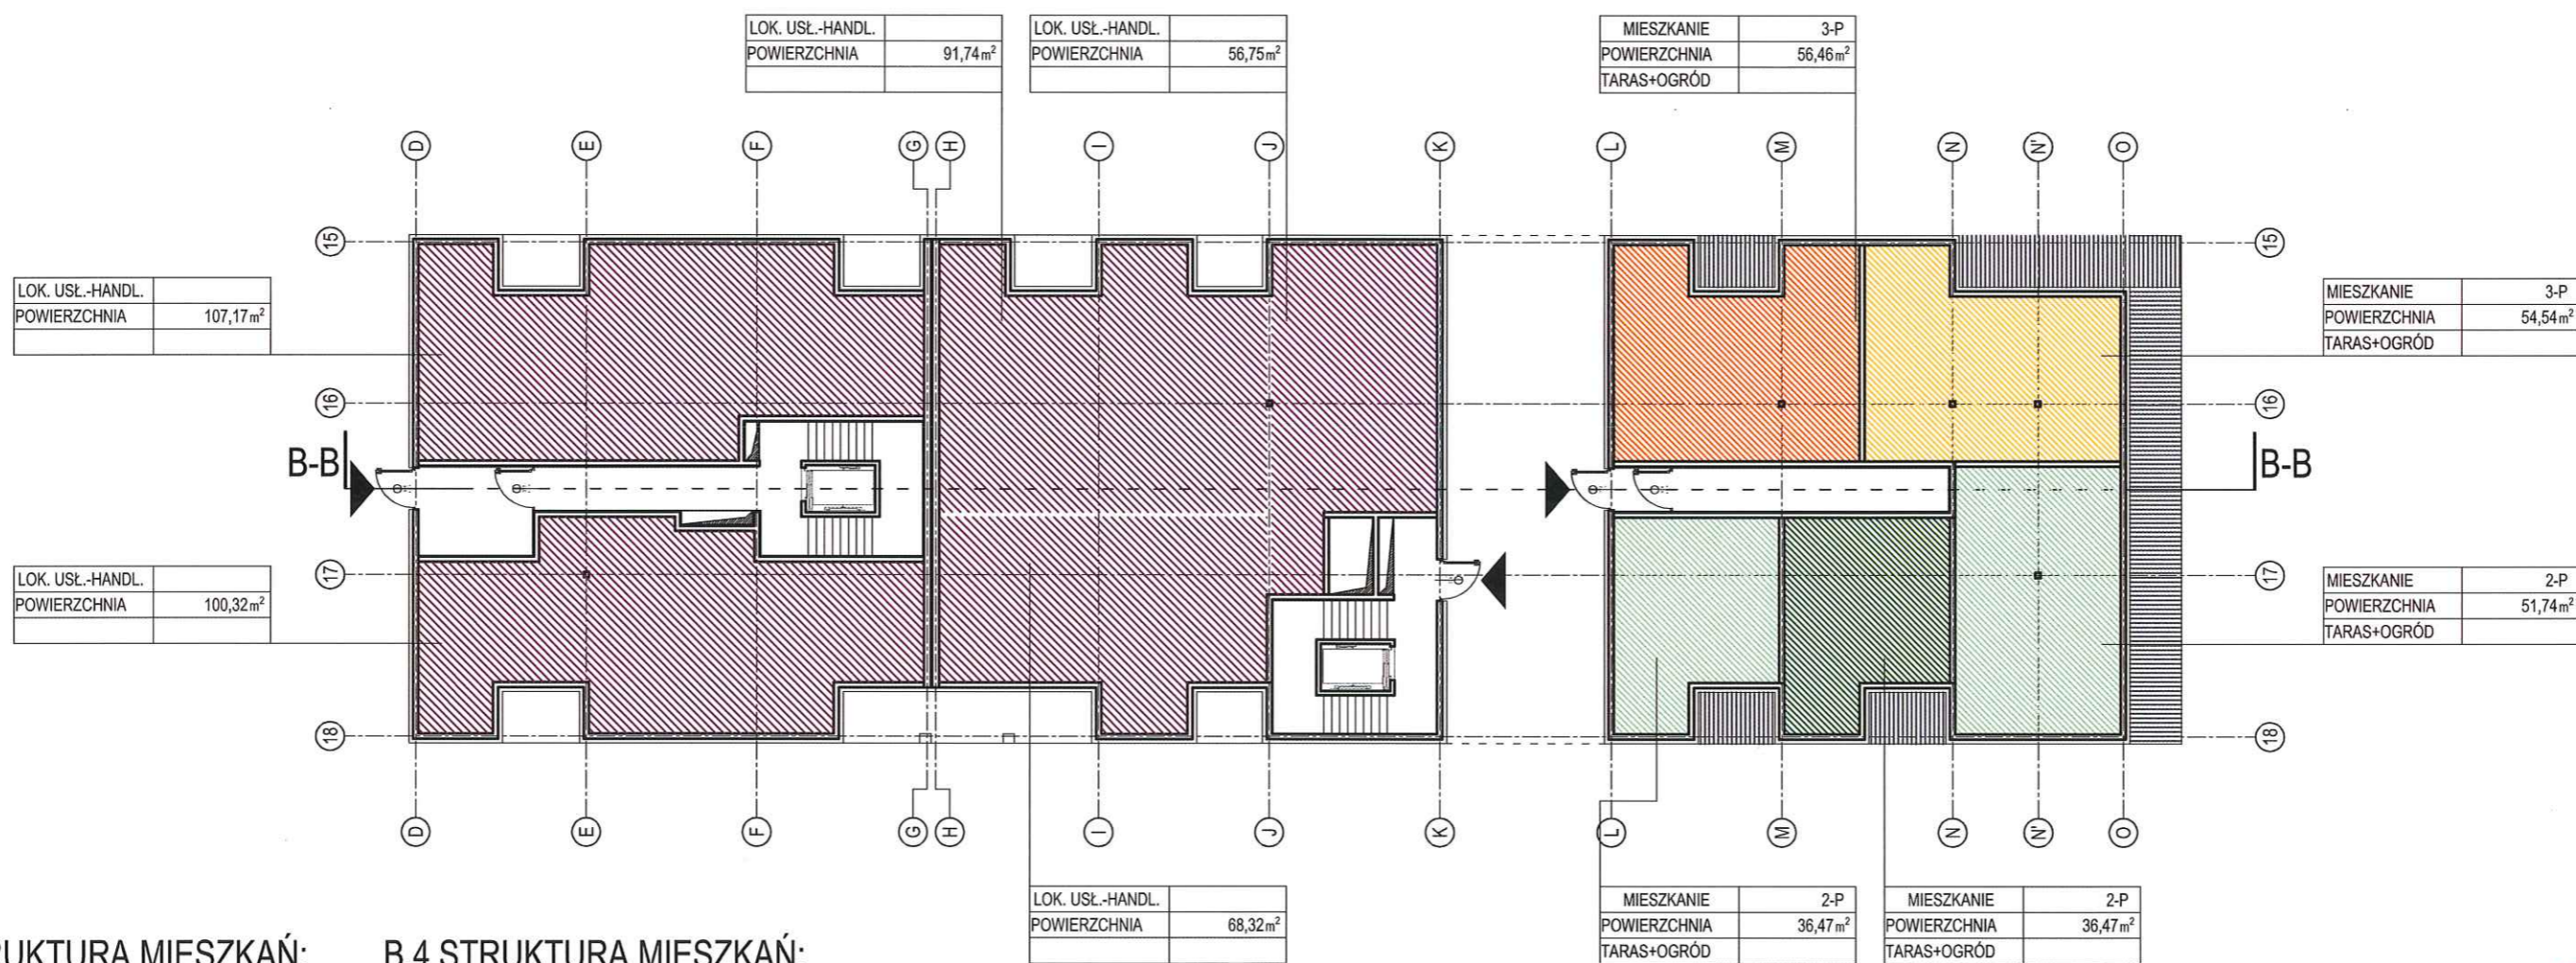 LOK. USŁ.-HANDL.
POWIERZCHNIA 91,74m²
LOK. USŁ.-HANDL.
POWIERZCHNIA 56,75m²
MIESZKANIE 3-P
POWIERZCHNIA 56,46m²
TARAS+OGRÓD
D E F G H I J K L M N N' O
15 15
LOK. USŁ.-HANDL.
POWIERZCHNIA 107,17m²
MIESZKANIE 3-P
POWIERZCHNIA 54,54m²
TARAS+OGRÓD
16 16
B-B B-B
17 17
LOK. USŁ.-HANDL.
POWIERZCHNIA 100,32m²
MIESZKANIE 2-P
POWIERZCHNIA 51,74m²
TARAS+OGRÓD
18 18
D E F G H I J K L M N N' O
LOK. USŁ.-HANDL.
POWIERZCHNIA 68,32m²
MIESZKANIE 2-P
POWIERZCHNIA 36,47m²
TARAS+OGRÓD
MIESZKANIE 2-P
POWIERZCHNIA 36,47m²
TARAS+OGRÓD
RUKTURA MIESZKAŃ:
B 4 STRUKTURA MIESZKAŃ: